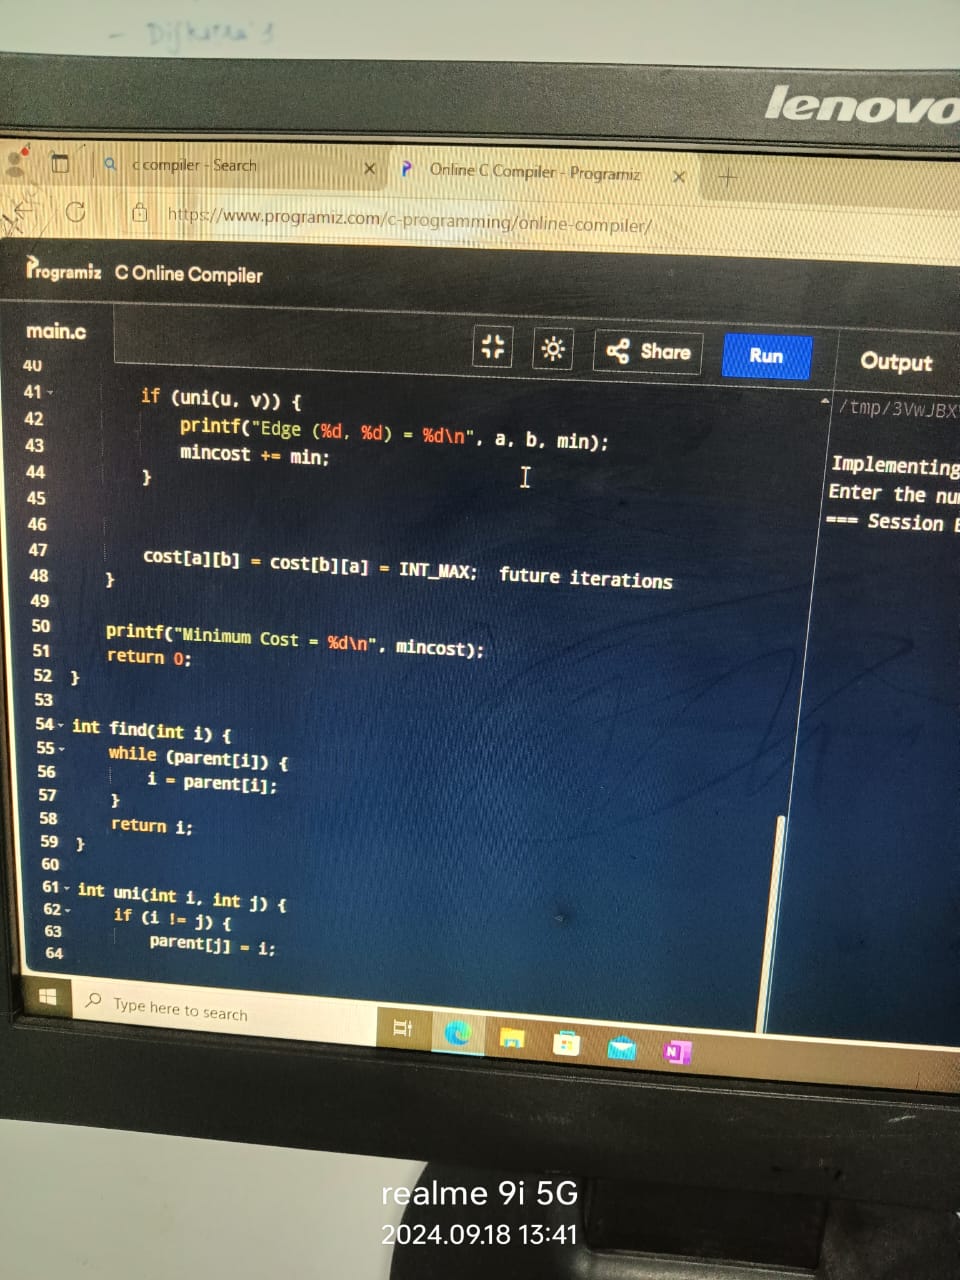 - Dijkstra's
lenovo
c compiler - Search
Online C Compiler - Programiz
https://www.programiz.com/c-programming/online-compiler/
Programiz C Online Compiler
main.c
Share
Run
Output
40
/tmp/3VwJBX
41 if (uni(u, v)) {
42 printf("Edge (%d, %d) = %d\n", a, b, min);
43 mincost += min;
44 }
45
46
47 cost[a][b] = cost[b][a] = INT_MAX; future iterations
48 }
49
50 printf("Minimum Cost = %d\n", mincost);
51 return 0;
52 }
53
54 int find(int i) {
55 while (parent[i]) {
56 i = parent[i];
57 }
58 return i;
59 }
60
61 int uni(int i, int j) {
62 if (i != j) {
63 parent[j] = i;
64
Implementing
Enter the nu
=== Session E
Type here to search
realme 9i 5G
2024.09.18 13:41